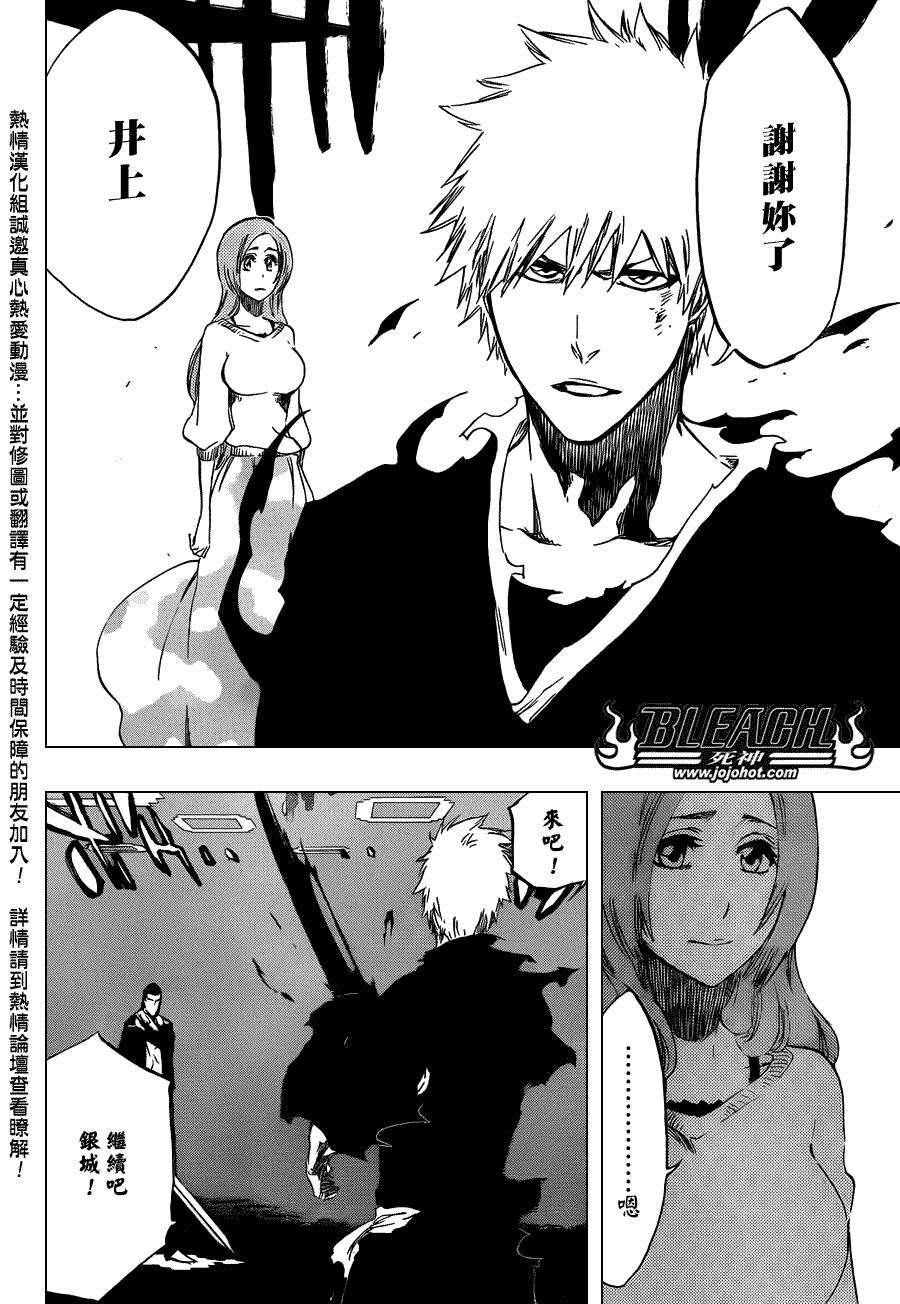 謝謝妳了
井上
BLEACH
死神
www.jojohot.com
…………嗯
來吧！
繼續吧
銀城！
熱情漢化組誠邀真心熱愛動漫…並對修圖或翻譯有一定經驗及時間保障的朋友加入！　詳情請到熱情論壇查看瞭解！